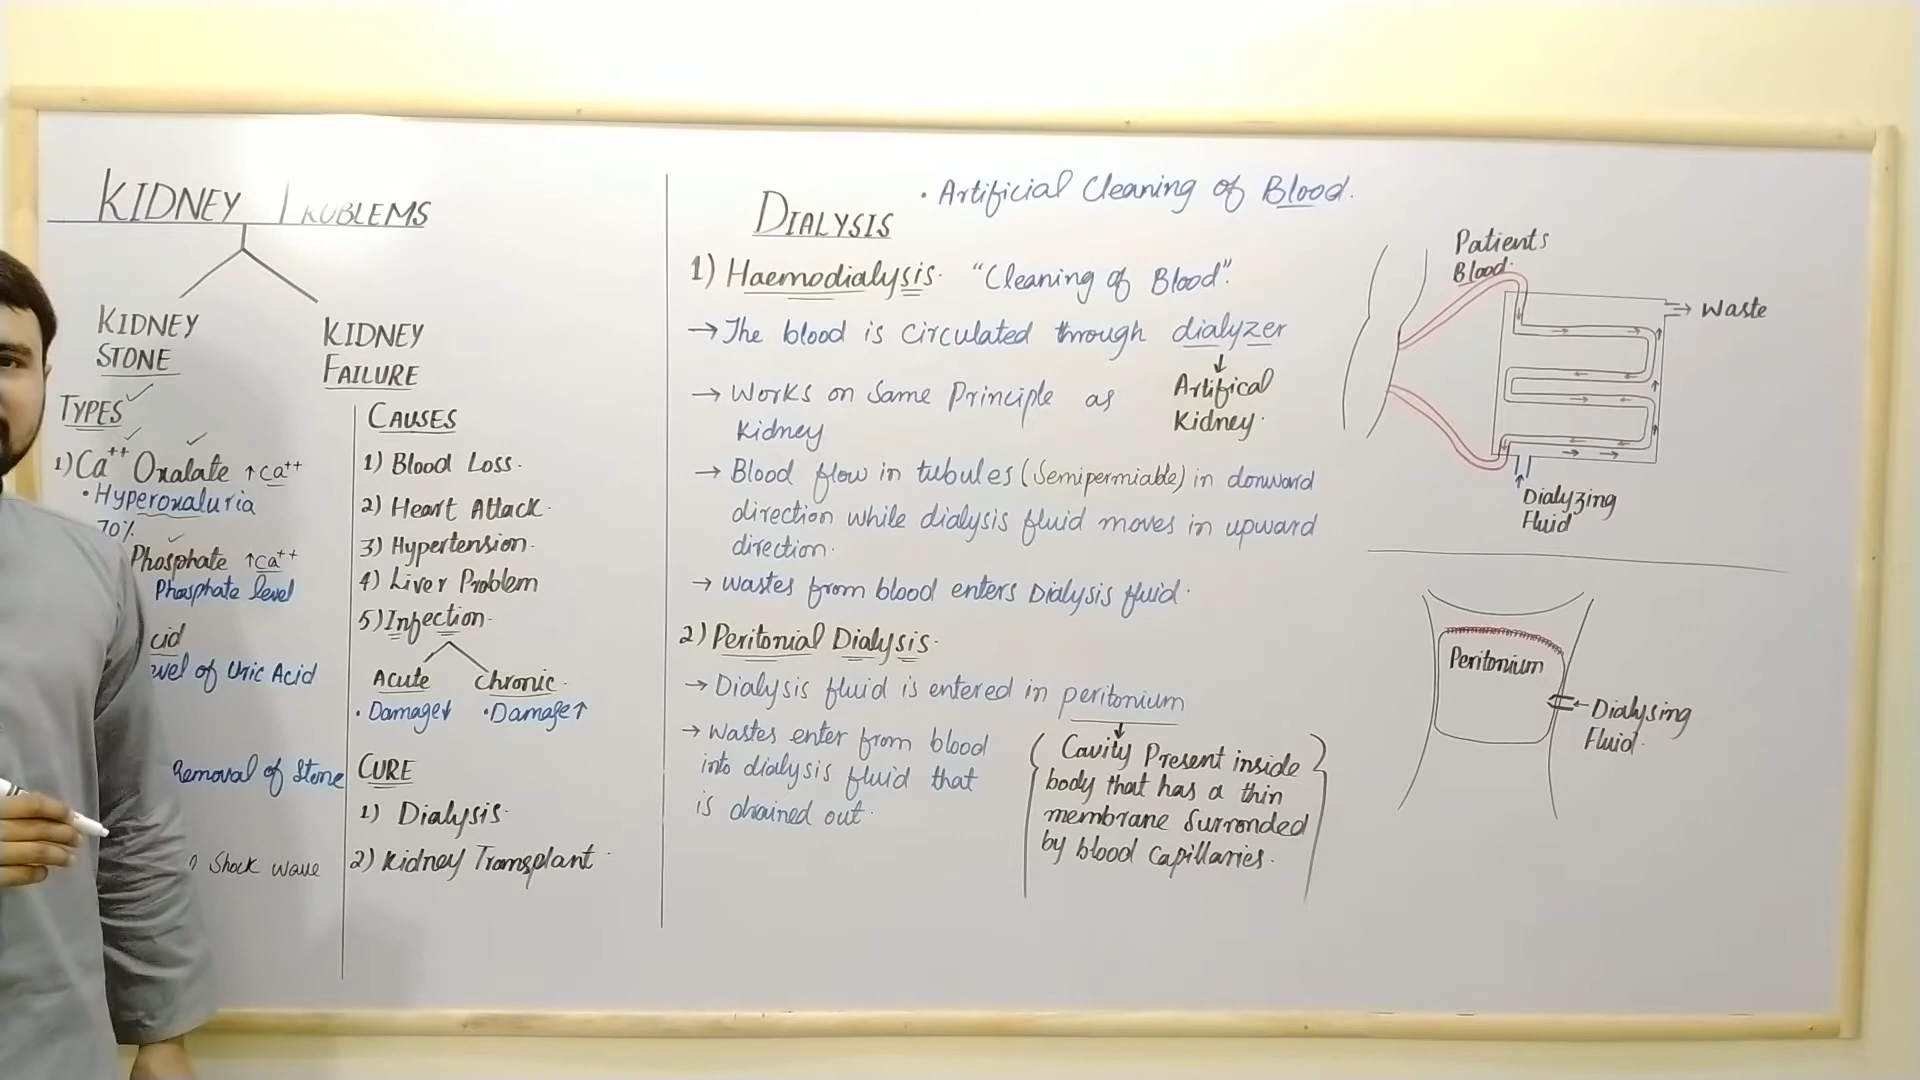 KIDNEY PROBLEMS
KIDNEY
STONE
TYPES
1) Ca++ Oxalate ↑Ca++
• Hyperoxaluria
70%
Phosphate ↑Ca++
Phosphate level
cid
vel of Uric Acid
Removal of Stone
Shock wave
KIDNEY
FAILURE
CAUSES
1) Blood Loss.
2) Heart Attack.
3) Hypertension.
4) Liver Problem
5) Infection.
Acute
• Damage↓
Chronic.
• Damage↑
CURE
1) Dialysis.
2) Kidney Transplant.
DIALYSIS
• Artificial Cleaning of Blood.
1) Haemodialysis. "Cleaning of Blood".
→ The blood is circulated through dialyzer
↓
Artifical
Kidney.
→ Works on Same Principle as
Kidney
→ Blood flow in tubules (Semipermiable) in donward
direction while dialysis fluid moves in upward
direction.
→ wastes from blood enters Dialysis fluid.
2) Peritonial Dialysis.
→ Dialysis fluid is entered in peritonium
→ Wastes enter from blood
into dialysis fluid that
is drained out.
(Cavity Present inside
body that has a thin
membrane Surronded
by blood Capillaries.)
Patients
Blood.
→ Waste
Dialyzing
Fluid
Peritonium
← Dialysing
Fluid.